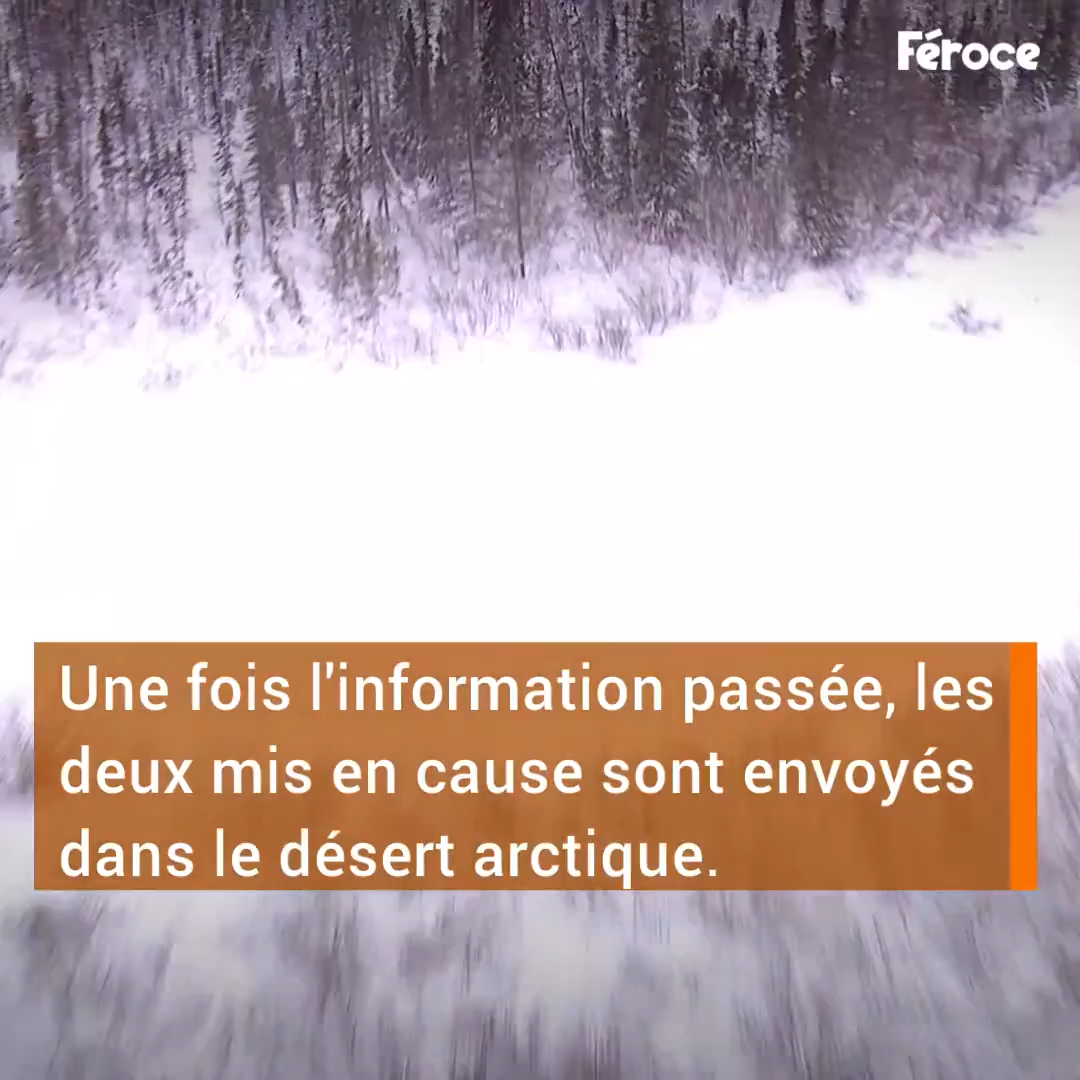 Féroce
Une fois l'information passée, les
deux mis en cause sont envoyés
dans le désert arctique.